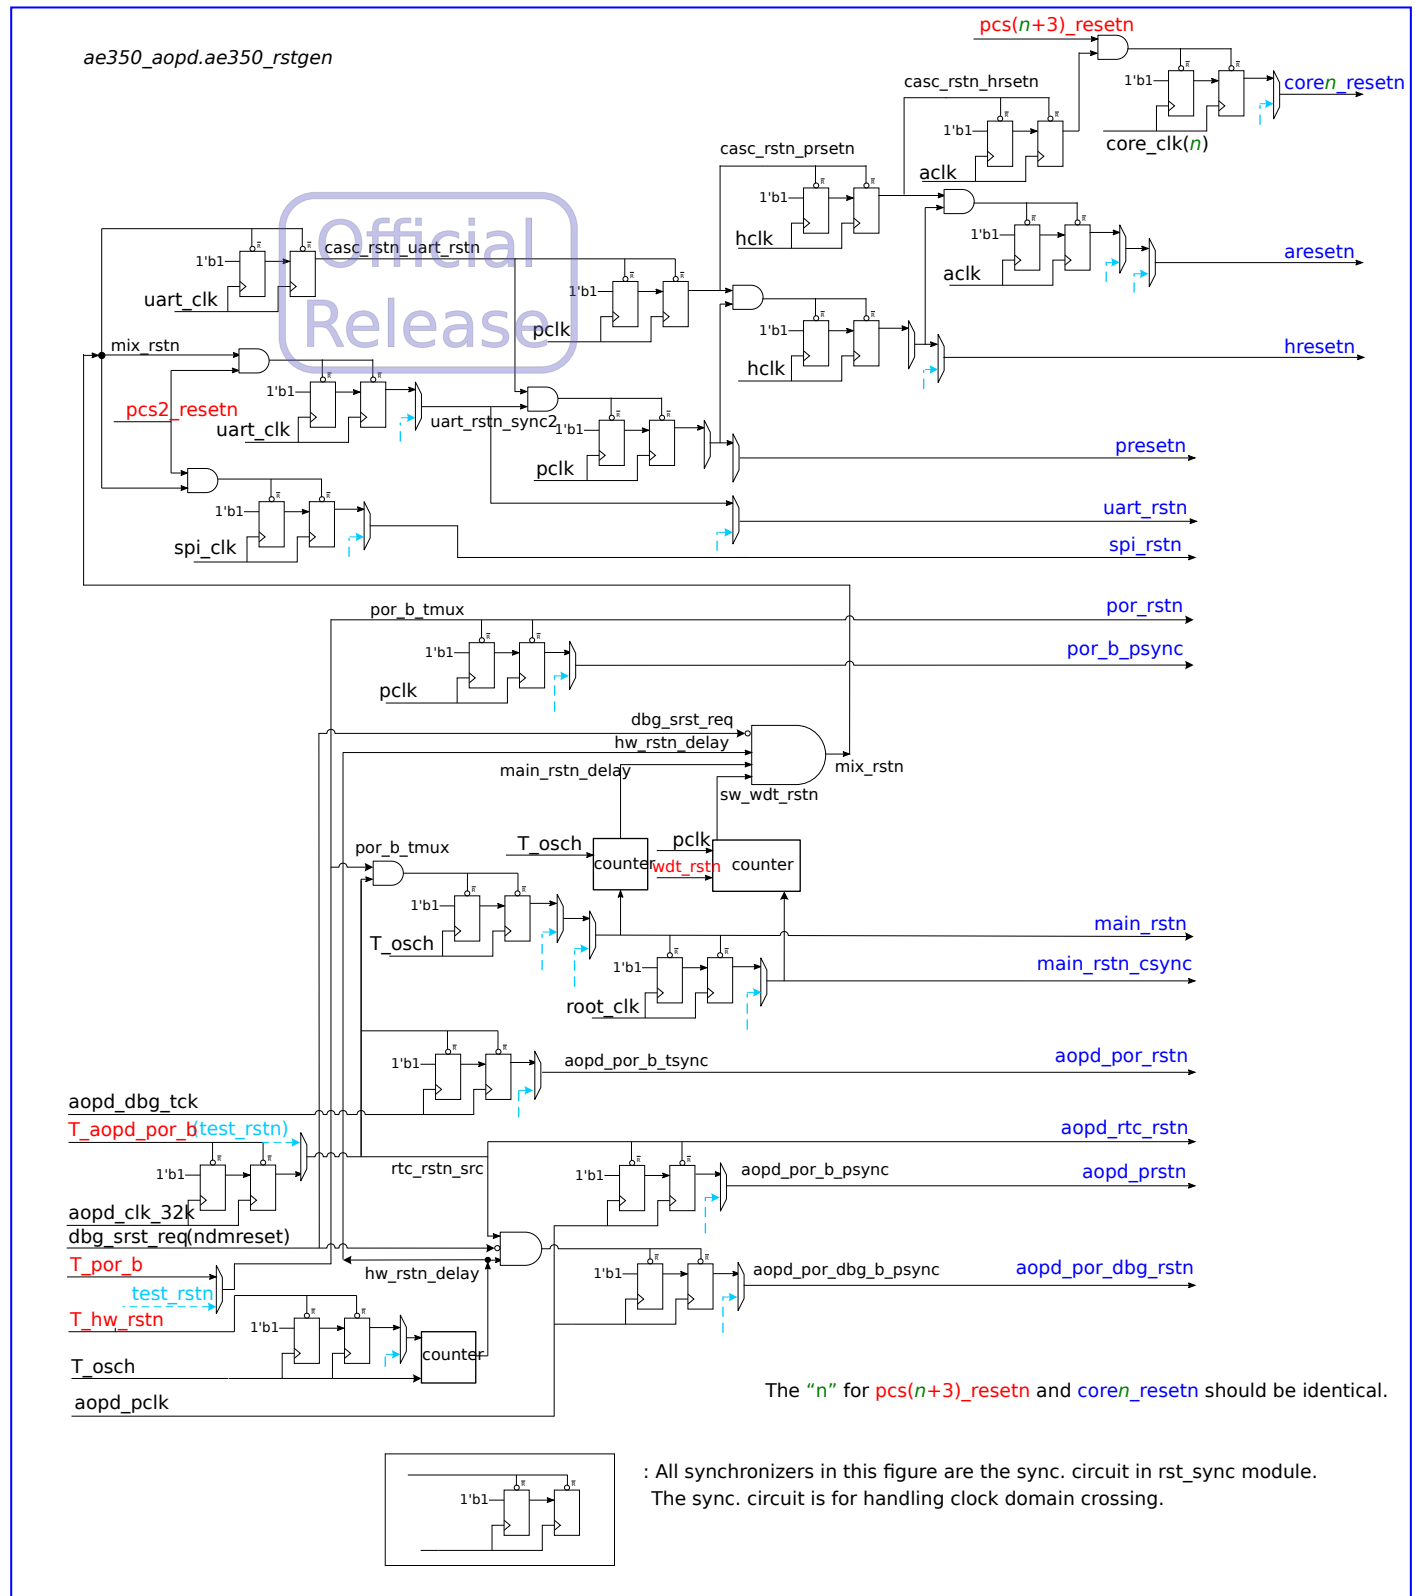 pcs(n+3)_resetn
ae350_aopd.ae350_rstgen
casc_rstn_hrsetn
1'b1
coren_resetn
1'b1
core_clk(n)
casc_rstn_prsetn
aclk
1'b1
hclk
1'b1
aresetn
aclk
Official
Release
casc_rstn_uart_rstn
1'b1
uart_clk
1'b1
pclk
1'b1
hclk
hresetn
mix_rstn
1'b1
pcs2_resetn
uart_clk
uart_rstn_sync2
1'b1
pclk
presetn
1'b1
spi_clk
uart_rstn
spi_rstn
por_b_tmux
por_rstn
1'b1
pclk
por_b_psync
dbg_srst_req
hw_rstn_delay
main_rstn_delay
mix_rstn
sw_wdt_rstn
T_osch
counter
pclk
wdt_rstn
counter
por_b_tmux
1'b1
T_osch
main_rstn
1'b1
root_clk
main_rstn_csync
1'b1
aopd_por_b_tsync
aopd_por_rstn
aopd_dbg_tck
T_aopd_por_b(test_rstn)
aopd_rtc_rstn
1'b1
rtc_rstn_src
1'b1
aopd_por_b_psync
aopd_prstn
aopd_clk_32k
dbg_srst_req(ndmreset)
T_por_b
hw_rstn_delay
1'b1
aopd_por_dbg_b_psync
aopd_por_dbg_rstn
test_rstn
T_hw_rstn
1'b1
counter
T_osch
aopd_pclk
The “n” for pcs(n+3)_resetn and coren_resetn should be identical.
1'b1
: All synchronizers in this figure are the sync. circuit in rst_sync module.
The sync. circuit is for handling clock domain crossing.